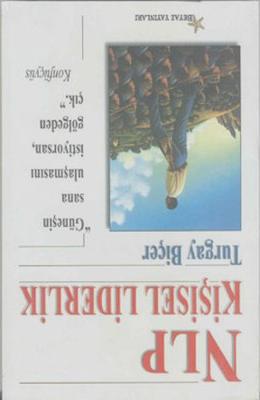 NLP
KİŞİSEL LİDERLİK
Turgay Biçer
“Güneşin
sana
ulaşmasını
istiyorsan,
gölgeden
çık.”
Konfüçyüs
BEYAZ YAYINLARI